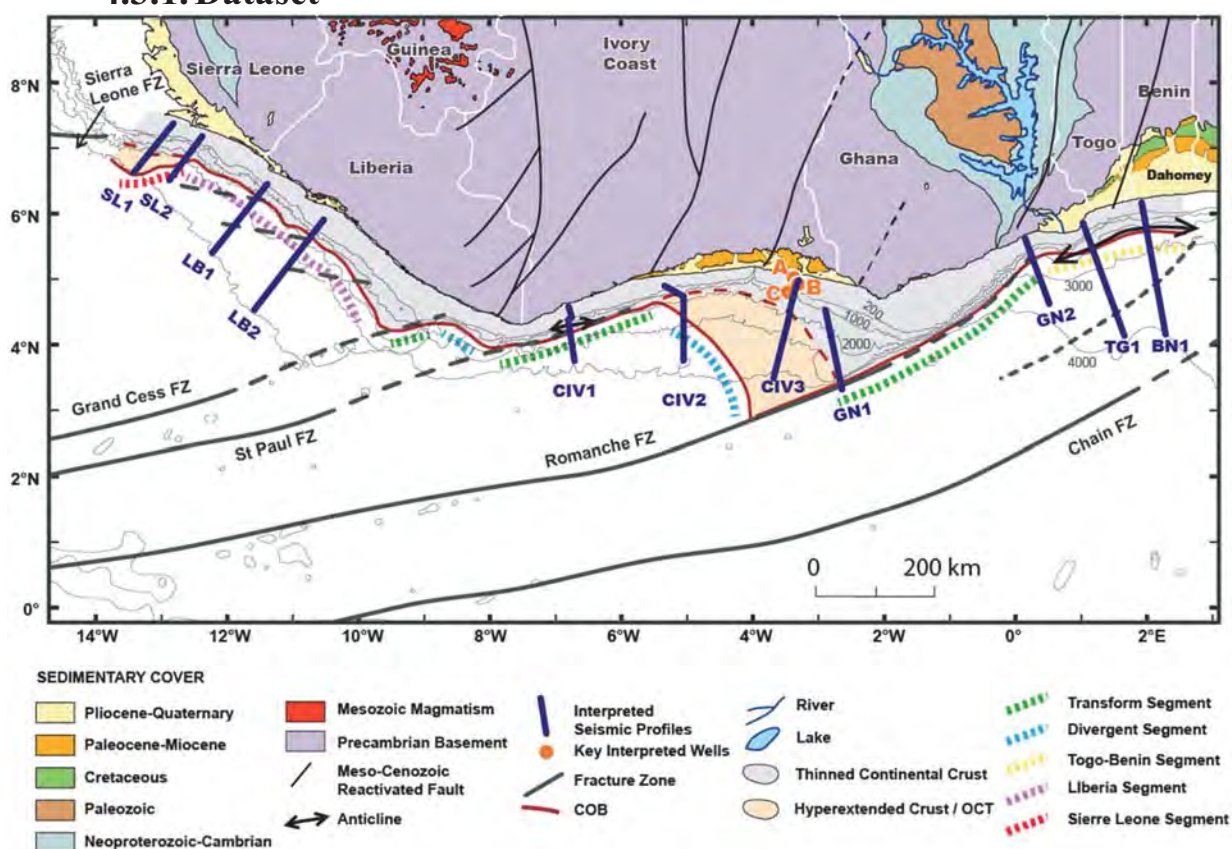 4.3.1. Dataset
8°N
6°N
4°N
2°N
0°
Sierra
Leone FZ
Sierra Leone
Guinea
Ivory
Coast
Liberia
Ghana
Togo
Benin
Dahomey
SL1
SL2
LB1
LB2
A
B
C
200
1000
2000
3000
4000
CIV1
CIV2
CIV3
GN1
GN2
TG1
BN1
Grand Cess FZ
St Paul FZ
Romanche FZ
Chain FZ
0 200 km
14°W 12°W 10°W 8°W 6°W 4°W 2°W 0° 2°E
SEDIMENTARY COVER
Pliocene-Quaternary
Paleocene-Miocene
Cretaceous
Paleozoic
Neoproterozoic-Cambrian
Mesozoic Magmatism
Precambrian Basement
Meso-Cenozoic
Reactivated Fault
Anticline
Interpreted
Seismic Profiles
Key Interpreted Wells
Fracture Zone
COB
River
Lake
Thinned Continental Crust
Hyperextended Crust / OCT
Transform Segment
Divergent Segment
Togo-Benin Segment
LIberia Segment
Sierre Leone Segment